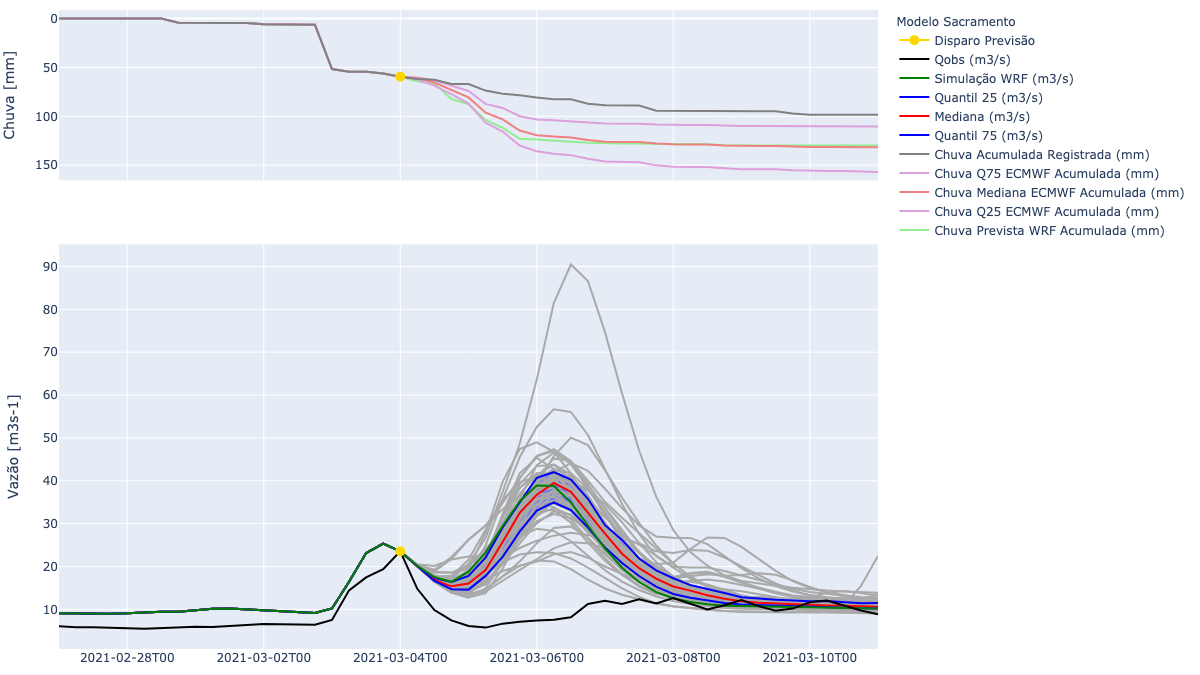 Chuva [mm]
0
50
100
150
Modelo Sacramento
Disparo Previsão
Qobs (m3/s)
Simulação WRF (m3/s)
Quantil 25 (m3/s)
Mediana (m3/s)
Quantil 75 (m3/s)
Chuva Acumulada Registrada (mm)
Chuva Q75 ECMWF Acumulada (mm)
Chuva Mediana ECMWF Acumulada (mm)
Chuva Q25 ECMWF Acumulada (mm)
Chuva Prevista WRF Acumulada (mm)
Vazão [m3s-1]
90
80
70
60
50
40
30
20
10
2021-02-28T00
2021-03-02T00
2021-03-04T00
2021-03-06T00
2021-03-08T00
2021-03-10T00